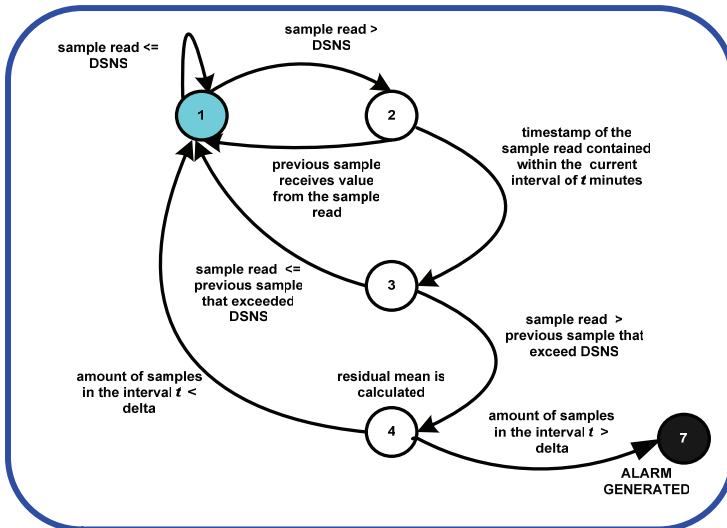 sample read <=
DSNS
sample read >
DSNS
1
2
timestamp of the
sample read contained
within the current
interval of t minutes
previous sample
receives value
from the sample
read
3
sample read <=
previous sample
that exceeded
DSNS
sample read >
previous sample that
exceed DSNS
amount of samples
in the interval t <
delta
residual mean is
calculated
4
amount of samples
in the interval t >
delta
7
ALARM
GENERATED